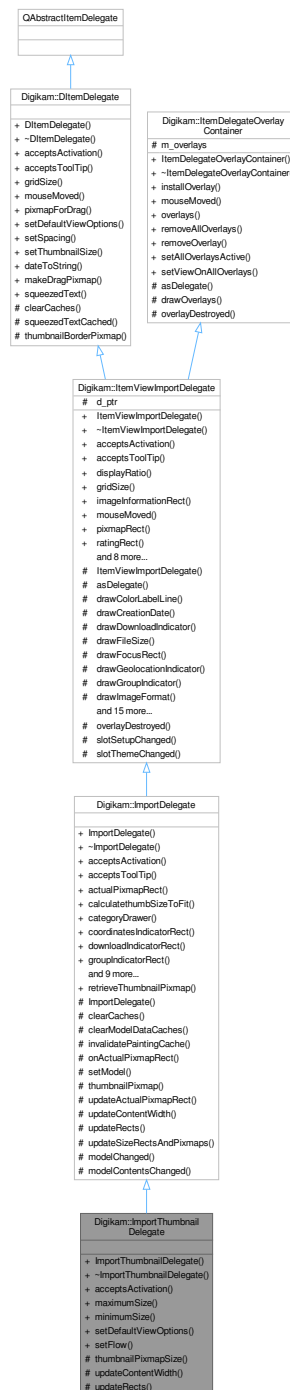 QAbstractItemDelegate
Digikam::DItemDelegate
+ DItemDelegate()
+ ~DItemDelegate()
+ acceptsActivation()
+ acceptsToolTip()
+ gridSize()
+ mouseMoved()
+ pixmapForDrag()
+ setDefaultViewOptions()
+ setSpacing()
+ setThumbnailSize()
+ dateToString()
+ makeDragPixmap()
+ squeezedText()
# clearCaches()
# squeezedTextCached()
# thumbnailBorderPixmap()
Digikam::ItemDelegateOverlay
Container
# m_overlays
+ ItemDelegateOverlayContainer()
+ ~ItemDelegateOverlayContainer
+ installOverlay()
+ mouseMoved()
+ overlays()
+ removeAllOverlays()
+ removeOverlay()
+ setAllOverlaysActive()
+ setViewOnAllOverlays()
# asDelegate()
# drawOverlays()
# overlayDestroyed()
Digikam::ItemViewImportDelegate
# d_ptr
+ ItemViewImportDelegate()
+ ~ItemViewImportDelegate()
+ acceptsActivation()
+ acceptsToolTip()
+ displayRatio()
+ gridSize()
+ imageInformationRect()
+ mouseMoved()
+ pixmapRect()
+ ratingRect()
and 8 more...
# ItemViewImportDelegate()
# asDelegate()
# drawColorLabelLine()
# drawCreationDate()
# drawDownloadIndicator()
# drawFileSize()
# drawFocusRect()
# drawGeolocationIndicator()
# drawGroupIndicator()
# drawImageFormat()
and 15 more...
# overlayDestroyed()
# slotSetupChanged()
# slotThemeChanged()
Digikam::ImportDelegate
+ ImportDelegate()
+ ~ImportDelegate()
+ acceptsActivation()
+ acceptsToolTip()
+ actualPixmapRect()
+ calculatethumbSizeToFit()
+ categoryDrawer()
+ coordinatesIndicatorRect()
+ downloadIndicatorRect()
+ groupIndicatorRect()
and 9 more...
+ retrieveThumbnailPixmap()
# ImportDelegate()
# clearCaches()
# clearModelDataCaches()
# invalidatePaintingCache()
# onActualPixmapRect()
# setModel()
# thumbnailPixmap()
# updateActualPixmapRect()
# updateContentWidth()
# updateRects()
# updateSizeRectsAndPixmaps()
# modelChanged()
# modelContentsChanged()
Digikam::ImportThumbnail
Delegate
+ ImportThumbnailDelegate()
+ ~ImportThumbnailDelegate()
+ acceptsActivation()
+ maximumSize()
+ minimumSize()
+ setDefaultViewOptions()
+ setFlow()
# thumbnailPixmapSize()
# updateContentWidth()
# updateRects()